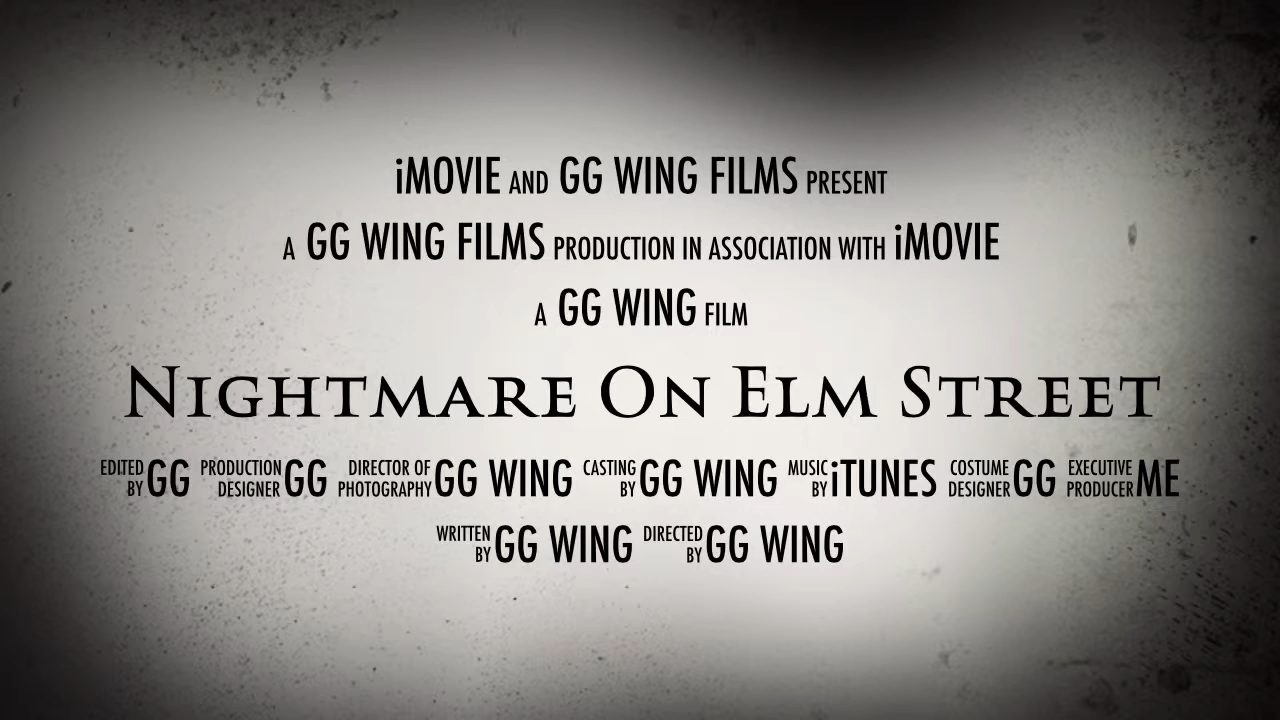 iMOVIE AND GG WING FILMS PRESENT
A GG WING FILMS PRODUCTION IN ASSOCIATION WITH iMOVIE
A GG WING FILM
NIGHTMARE ON ELM STREET
EDITED BY GG PRODUCTION DESIGNER GG DIRECTOR OF PHOTOGRAPHY GG WING CASTING BY GG WING MUSIC BY iTUNES COSTUME DESIGNER GG EXECUTIVE PRODUCER ME
WRITTEN BY GG WING DIRECTED BY GG WING